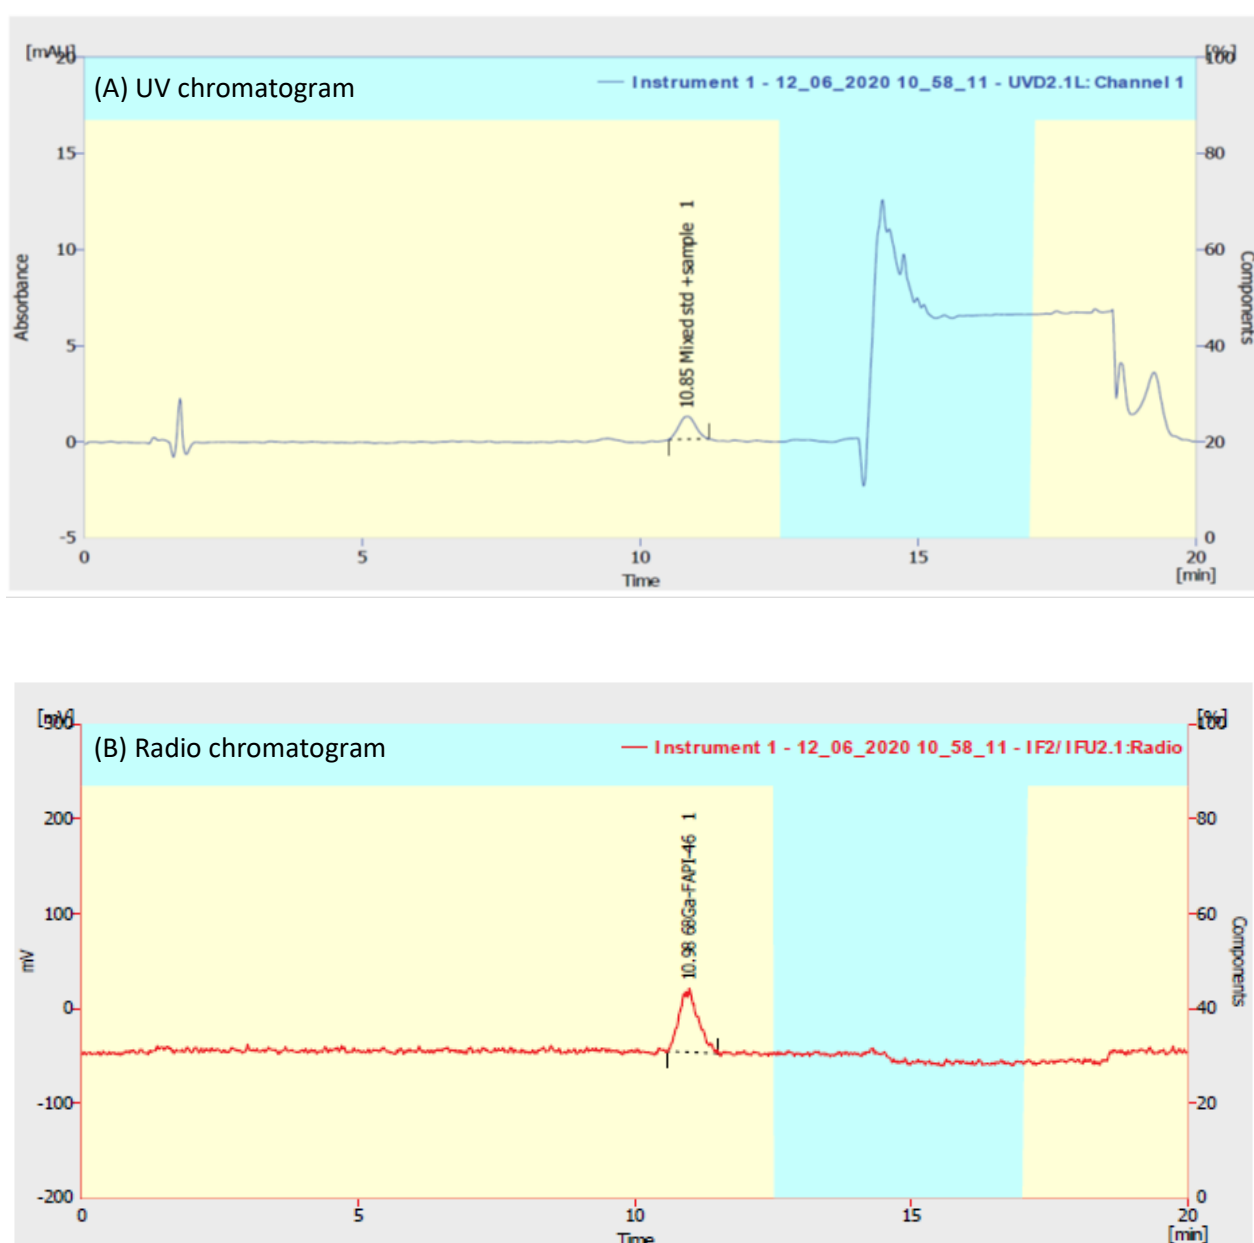 [mAU]
[%]
20
100
(A) UV chromatogram
Instrument 1 - 12_06_2020 10_58_11 - UVD2.1L: Channel 1
15
80
10
60
5
40
0
20
-5
0
Absorbance
Components
10.85 Mixed std +sample 1
0
5
10
15
20
Time
[min]
[mV]
[%]
300
100
(B) Radio chromatogram
Instrument 1 - 12_06_2020 10_58_11 - IF2/ IFU2.1:Radio
200
80
100
60
0
40
-100
20
-200
0
mV
Components
10.98 68Ga-FAPI-46 1
0
5
10
15
20
Time
[min]